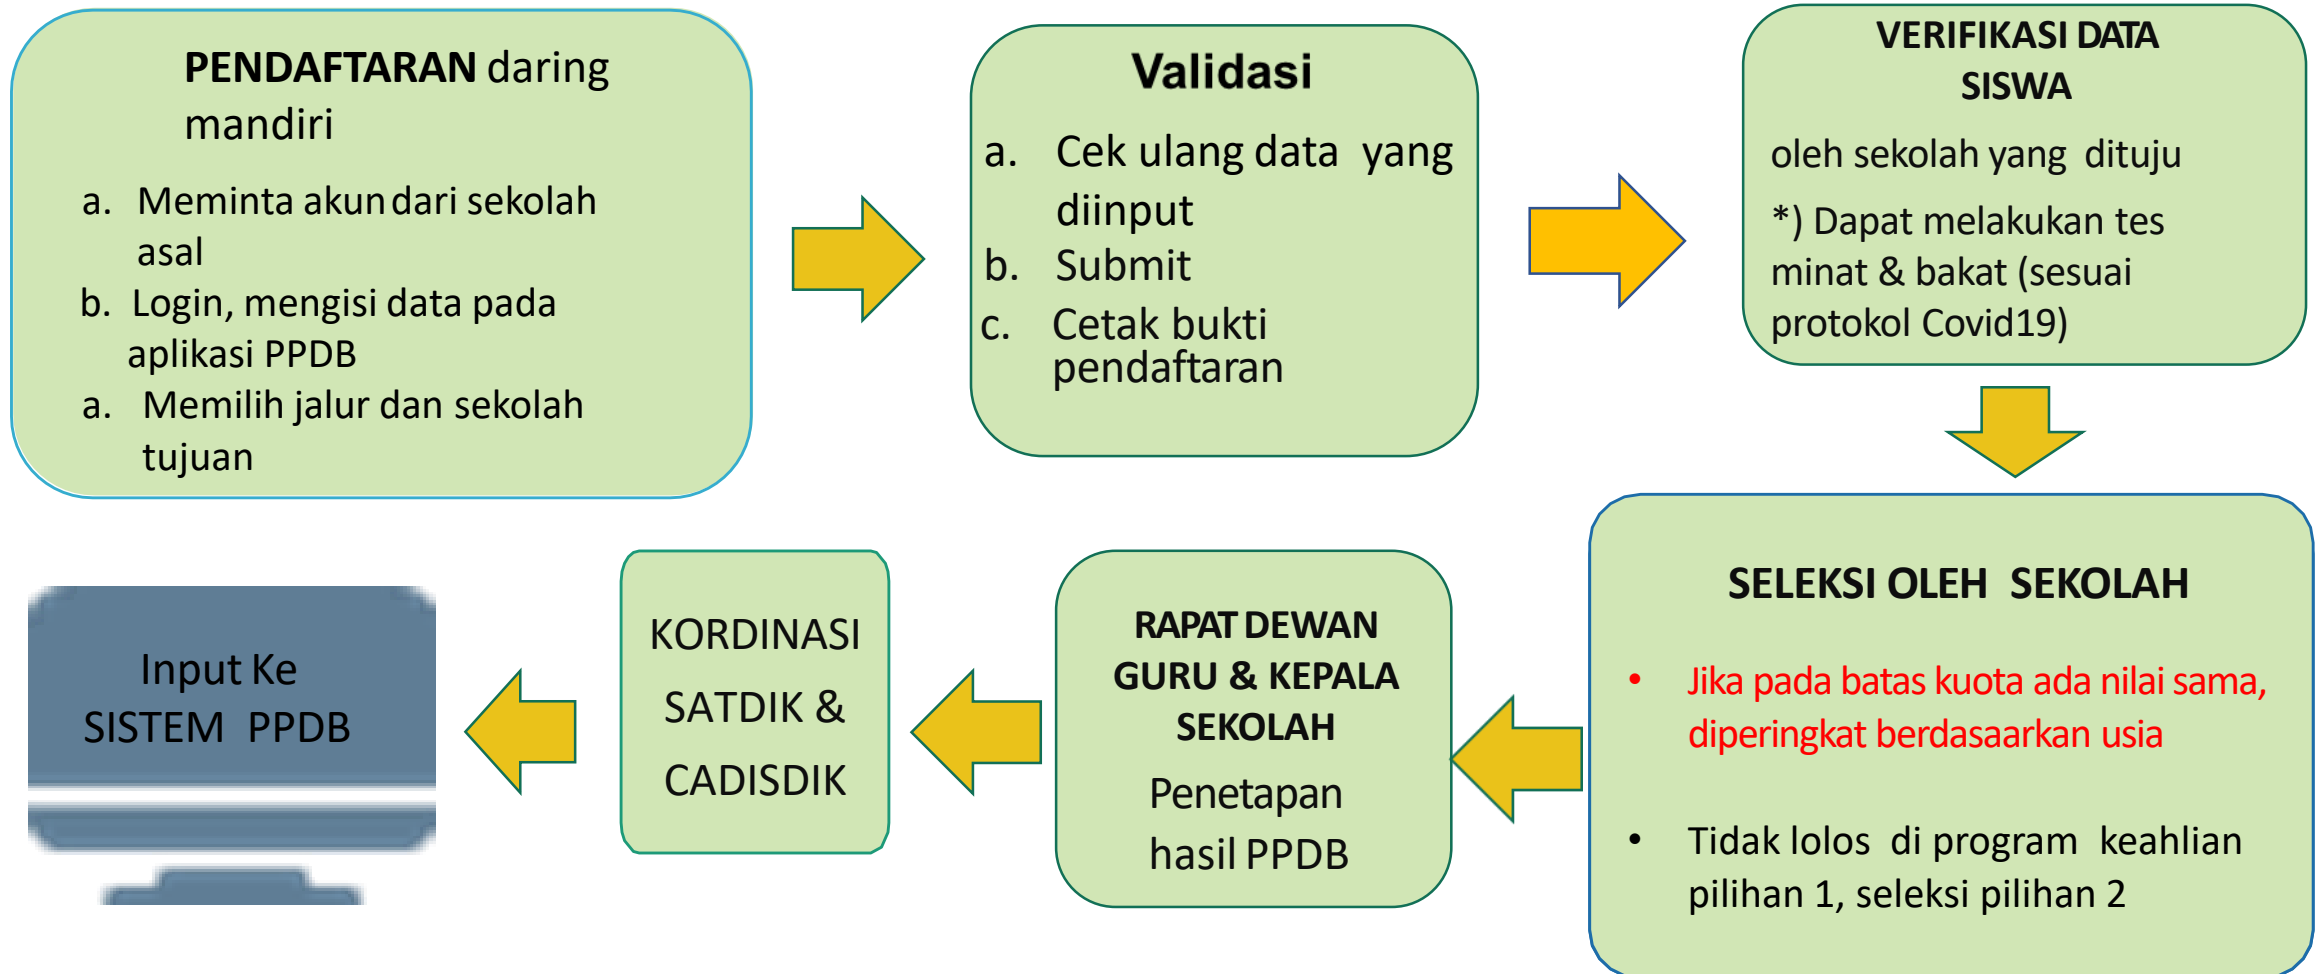 PENDAFTARAN daring
mandiri
a. Meminta akun dari sekolah
asal
b. Login, mengisi data pada
aplikasi PPDB
a. Memilih jalur dan sekolah
tujuan
Validasi
a. Cek ulang data yang
diinput
b. Submit
c. Cetak bukti
pendaftaran
VERIFIKASI DATA
SISWA
oleh sekolah yang dituju
*) Dapat melakukan tes
minat & bakat (sesuai
protokol Covid19)
SELEKSI OLEH SEKOLAH
• Jika pada batas kuota ada nilai sama,
diperingkat berdasaarkan usia
• Tidak lolos di program keahlian
pilihan 1, seleksi pilihan 2
RAPAT DEWAN
GURU & KEPALA
SEKOLAH
Penetapan
hasil PPDB
KORDINASI
SATDIK &
CADISDIK
Input Ke
SISTEM PPDB